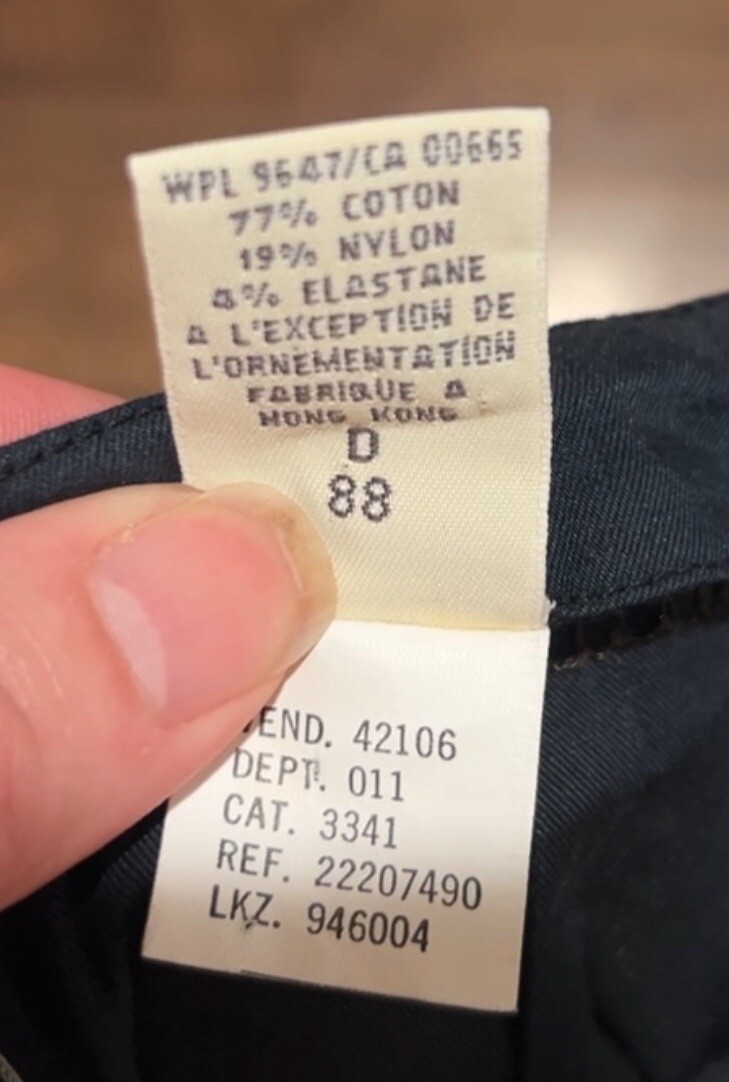 WPL 9647/CA 00665
77% COTON
19% NYLON
4% ELASTANE
A L'EXCEPTION DE
L'ORNEMENTATION
FABRIQUE A
HONG KONG
D
88
END. 42106
DEPT. 011
CAT. 3341
REF. 22207490
LKZ. 946004